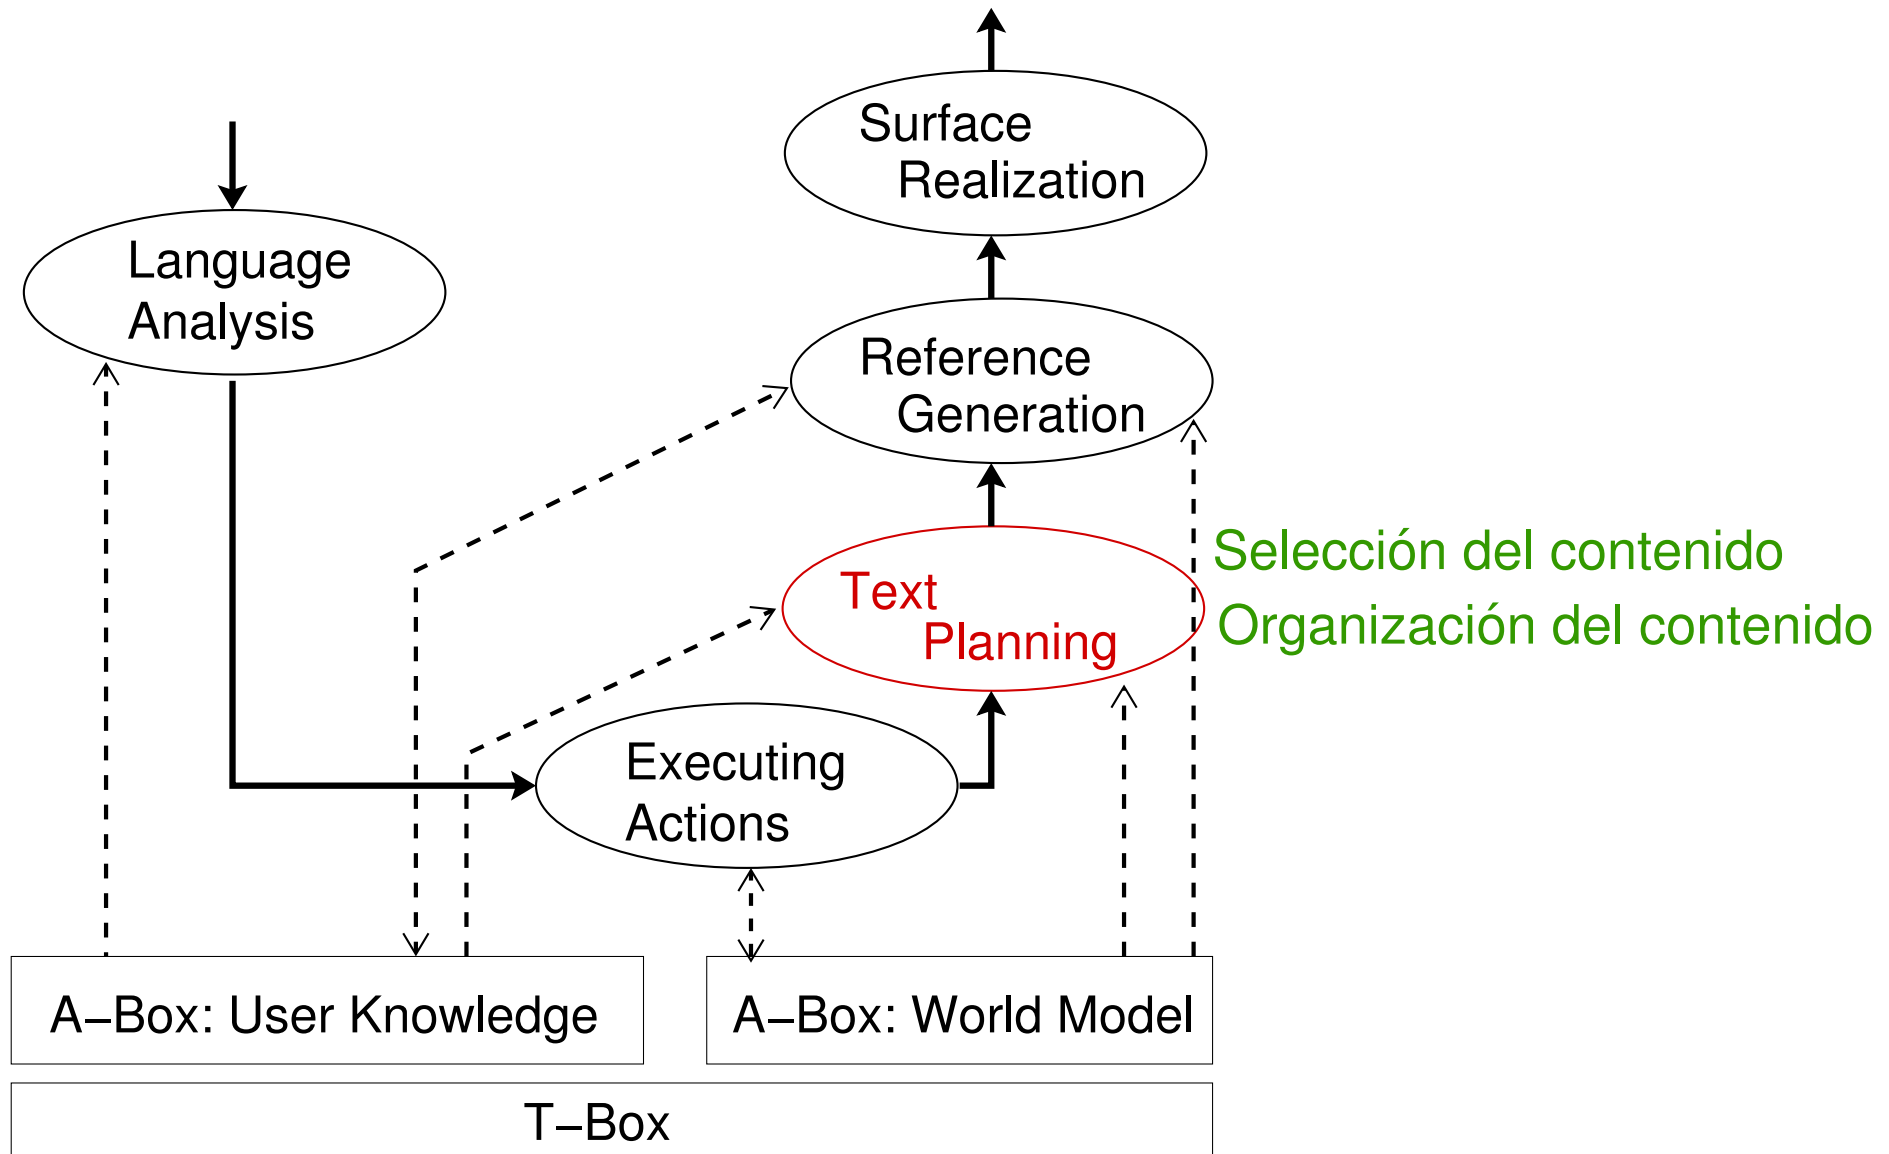 Surface
Realization
Language
Analysis
Reference
Generation
Selección del contenido
Text
Organización del contenido
Planning
Executing
Actions
A–Box: User Knowledge
A–Box: World Model
T–Box